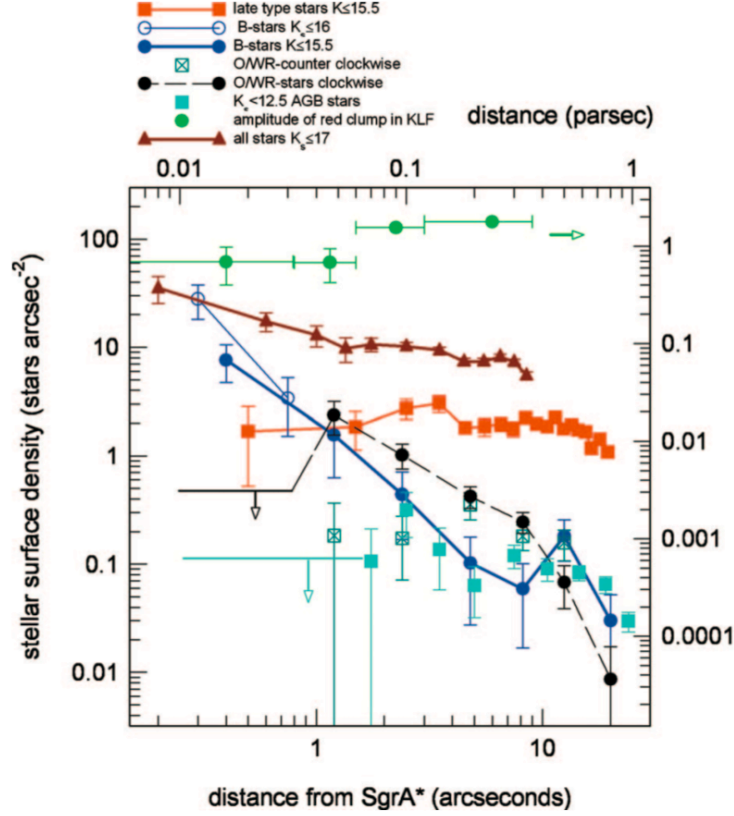 late type stars K≤15.5
B-stars Kₛ≤16
B-stars K≤15.5
O/WR-counter clockwise
O/WR-stars clockwise
Kₛ<12.5 AGB stars
amplitude of red clump in KLF
all stars Kₛ≤17
distance (parsec)
0.01 0.1 1
100
10
1
0.1
0.01
stellar surface density (stars arcsec⁻²)
1
0.1
0.01
0.001
0.0001
1 10
distance from SgrA* (arcseconds)